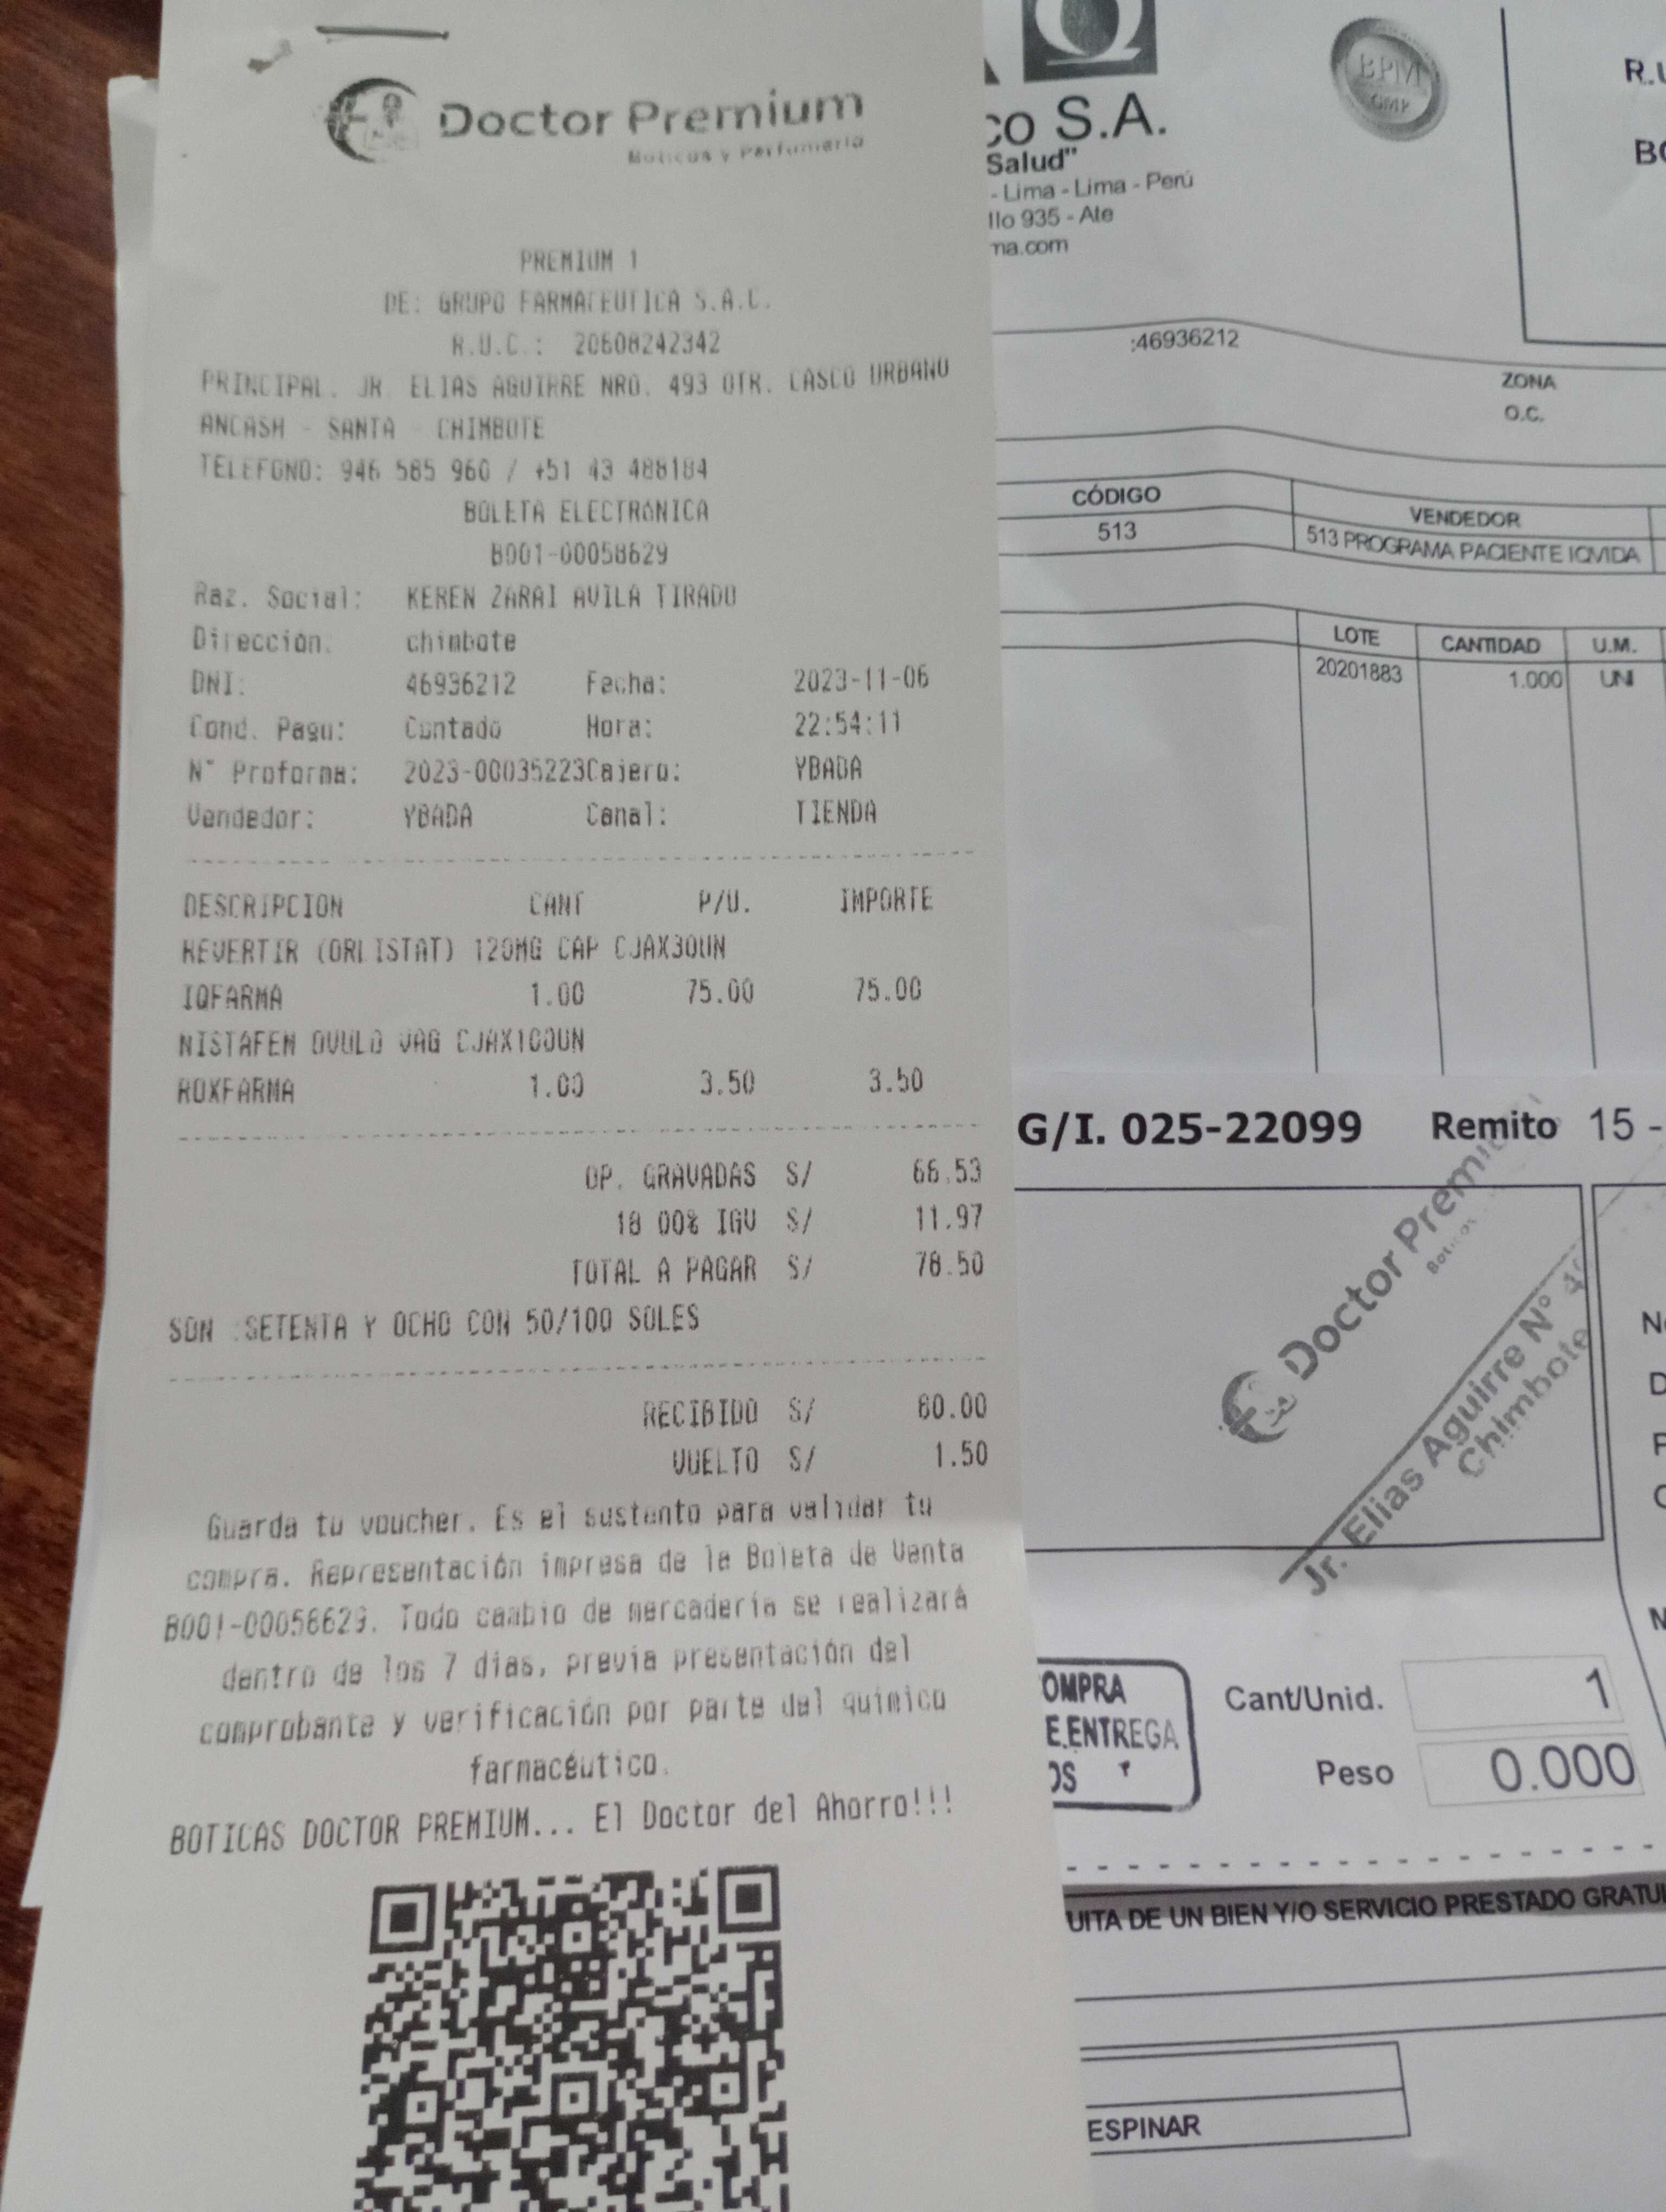 Doctor Premium
Boticas y Perfumería
PREMIUM 1
DE: GRUPO FARMACEUTICA S.A.C.
R.U.C.: 20608242342
PRINCIPAL. JR. ELIAS AGUIRRE NRO. 493 OTR. CASCO URBANO
ANCASH - SANTA - CHIMBOTE
TELEFONO: 946 585 960 / +51 43 488184
BOLETA ELECTRONICA
B001-00058629
Raz. Social: KEREN ZARAI AVILA TIRADO
Direccion: chimbote
DNI: 46936212 Fecha: 2023-11-06
Cond. Pago: Contado Hora: 22:54:11
N° Proforma: 2023-00035223Cajero: YBADA
Vendedor: YBADA Canal: TIENDA
DESCRIPCION CANT P/U. IMPORTE
REVERTIR (ORLISTAT) 120MG CAP CJAX30UN
IQFARMA 1.00 75.00 75.00
NISTAFEN OVULO VAG CJAX100UN
ROXFARMA 1.00 3.50 3.50
OP. GRAVADAS S/ 66.53
18.00% IGV S/ 11.97
TOTAL A PAGAR S/ 78.50
SON :SETENTA Y OCHO CON 50/100 SOLES
RECIBIDO S/ 80.00
VUELTO S/ 1.50
Guarda tu voucher. Es el sustento para validar tu
compra. Representación impresa de la Boleta de Venta
B001-00058629. Todo cambio de mercadería se realizará
dentro de los 7 dias, previa presentación del
comprobante y verificación por parte del químico
farmacéutico.
BOTICAS DOCTOR PREMIUM... El Doctor del Ahorro!!!
BPM
GMP
R.U
BO
co S.A.
Salud"
- Lima - Lima - Perú
llo 935 - Ate
ma.com
:46936212
ZONA
O.C.
CÓDIGO VENDEDOR
513 513 PROGRAMA PACIENTE IQVIDA
LOTE CANTIDAD U.M.
20201883 1.000 UNI
G/I. 025-22099 Remito 15 -
Doctor Premium
Jr. Elias Aguirre N° 4
Chimbote
OMPRA
E ENTREGA
OS
Cant/Unid. 1
Peso 0.000
UITA DE UN BIEN Y/O SERVICIO PRESTADO GRATUI
ESPINAR